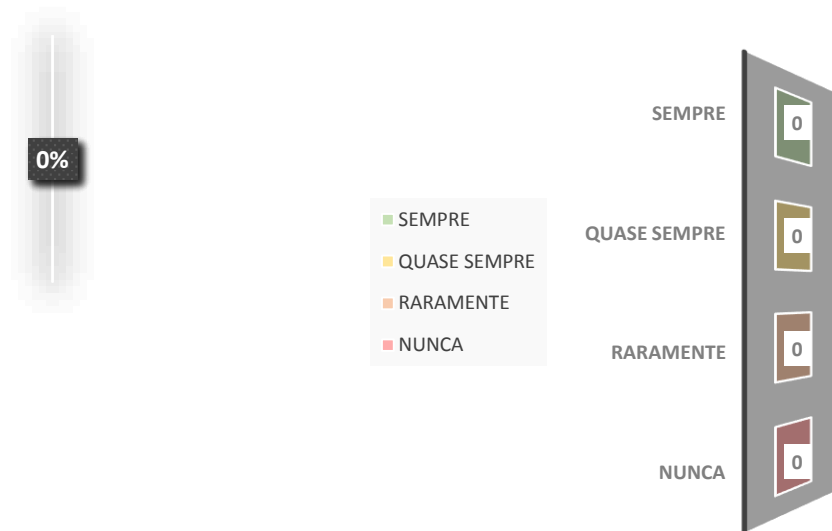 0%
SEMPRE
QUASE SEMPRE
RARAMENTE
NUNCA
SEMPRE 0
QUASE SEMPRE 0
RARAMENTE 0
NUNCA 0